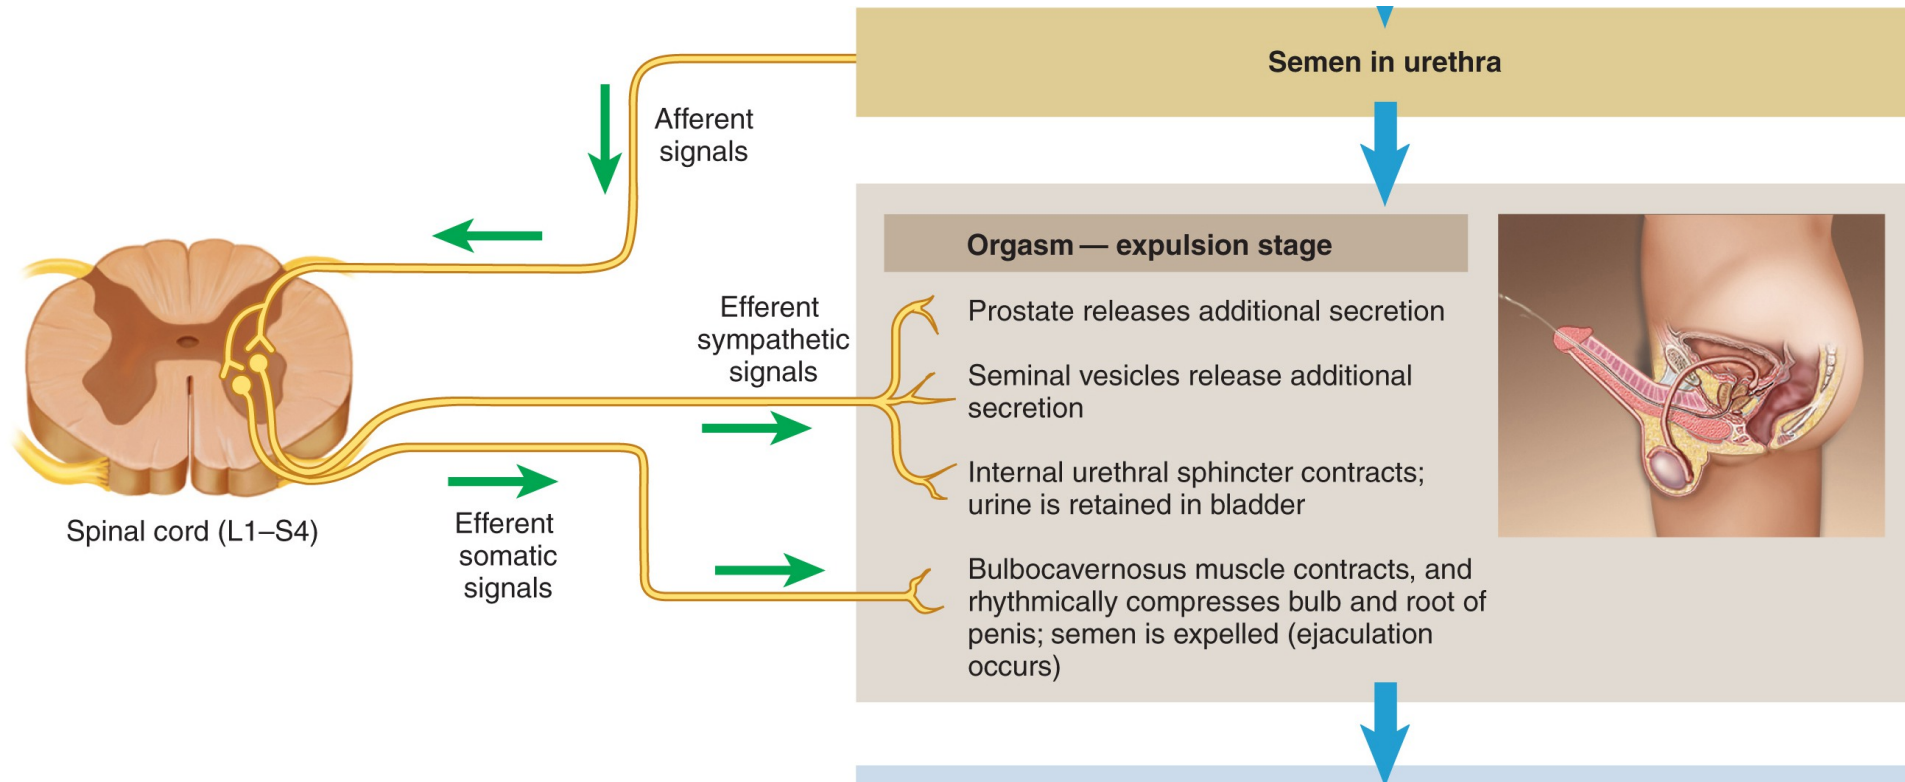 Semen in urethra
Afferent
signals
Orgasm — expulsion stage
Efferent
sympathetic
signals
Prostate releases additional secretion
Seminal vesicles release additional
secretion
Internal urethral sphincter contracts;
urine is retained in bladder
Spinal cord (L1–S4)
Efferent
somatic
signals
Bulbocavernosus muscle contracts, and
rhythmically compresses bulb and root of
penis; semen is expelled (ejaculation
occurs)